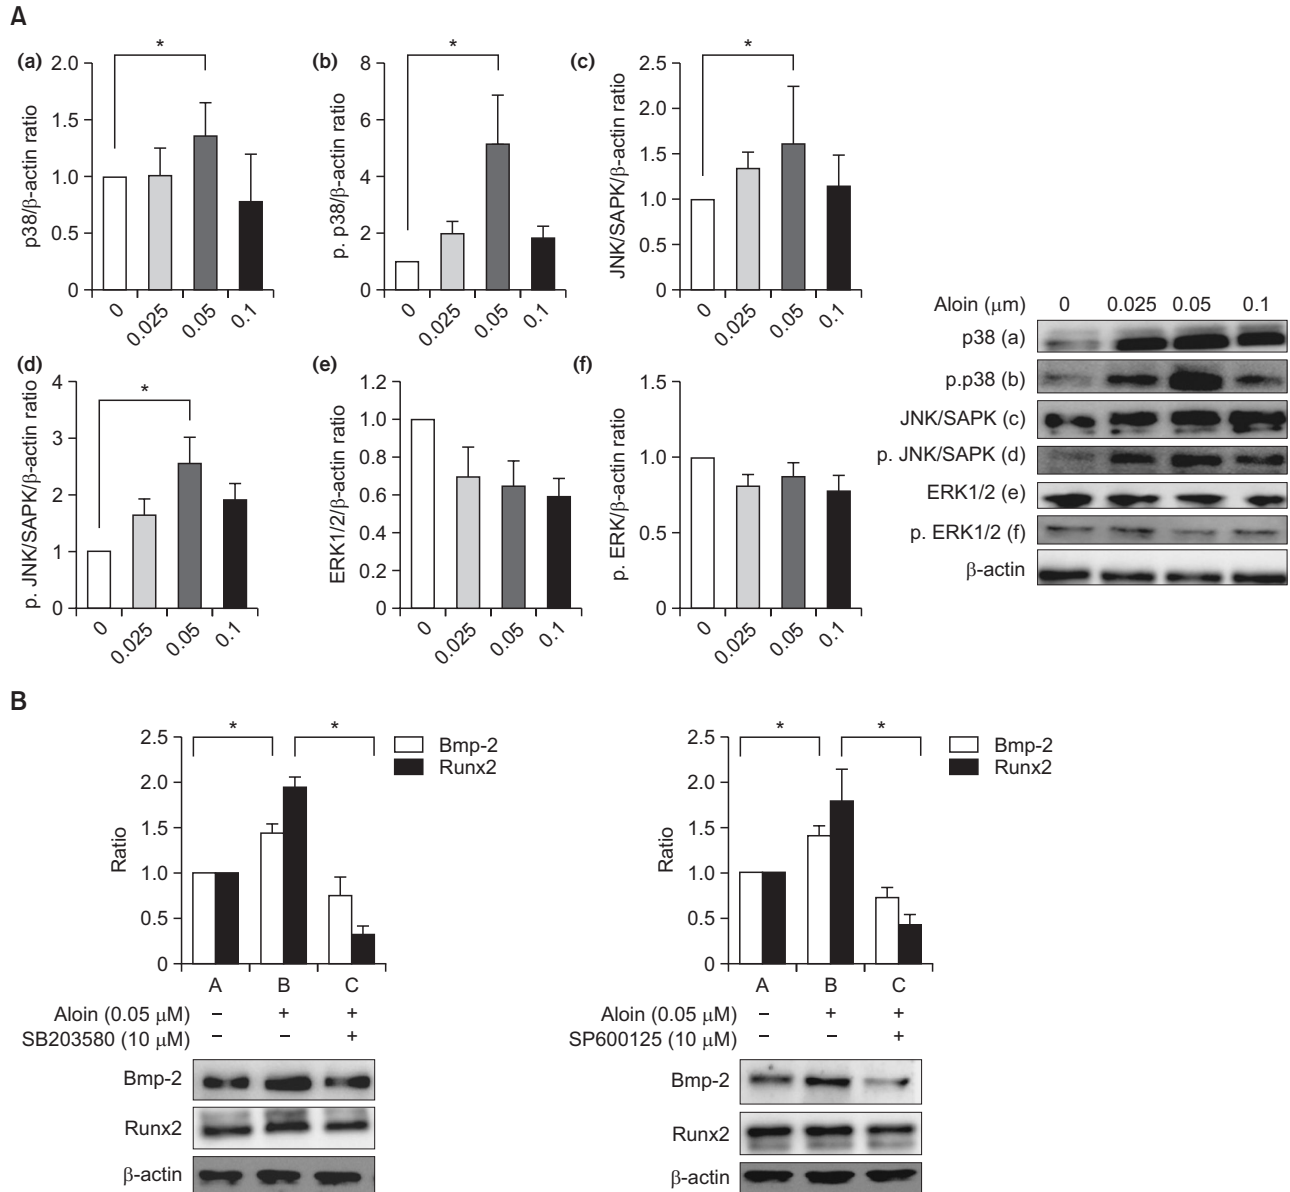 A
(a)
p38/β-actin ratio
2.0
1.5
1.0
0.5
0
*
0
0.025
0.05
0.1
(b)
p. p38/β-actin ratio
8
6
4
2
0
*
0
0.025
0.05
0.1
(c)
JNK/SAPK/β-actin ratio
2.5
2.0
1.5
1.0
0.5
0
*
0
0.025
0.05
0.1
(d)
p. JNK/SAPK/β-actin ratio
4
3
2
1
0
*
0
0.025
0.05
0.1
(e)
ERK1/2/β-actin ratio
1.2
1.0
0.8
0.6
0.4
0.2
0
0
0.025
0.05
0.1
(f)
p. ERK/β-actin ratio
1.5
1.0
0.5
0
0
0.025
0.05
0.1
Aloin (μm) 0 0.025 0.05 0.1
p38 (a)
p.p38 (b)
JNK/SAPK (c)
p. JNK/SAPK (d)
ERK1/2 (e)
p. ERK1/2 (f)
β-actin
B
Ratio
2.5
2.0
1.5
1.0
0.5
0
* *
Bmp-2
Runx2
A B C
Aloin (0.05 μM) − + +
SB203580 (10 μM) − − +
Bmp-2
Runx2
β-actin
Ratio
2.5
2.0
1.5
1.0
0.5
0
* *
Bmp-2
Runx2
A B C
Aloin (0.05 μM) − + +
SP600125 (10 μM) − − +
Bmp-2
Runx2
β-actin